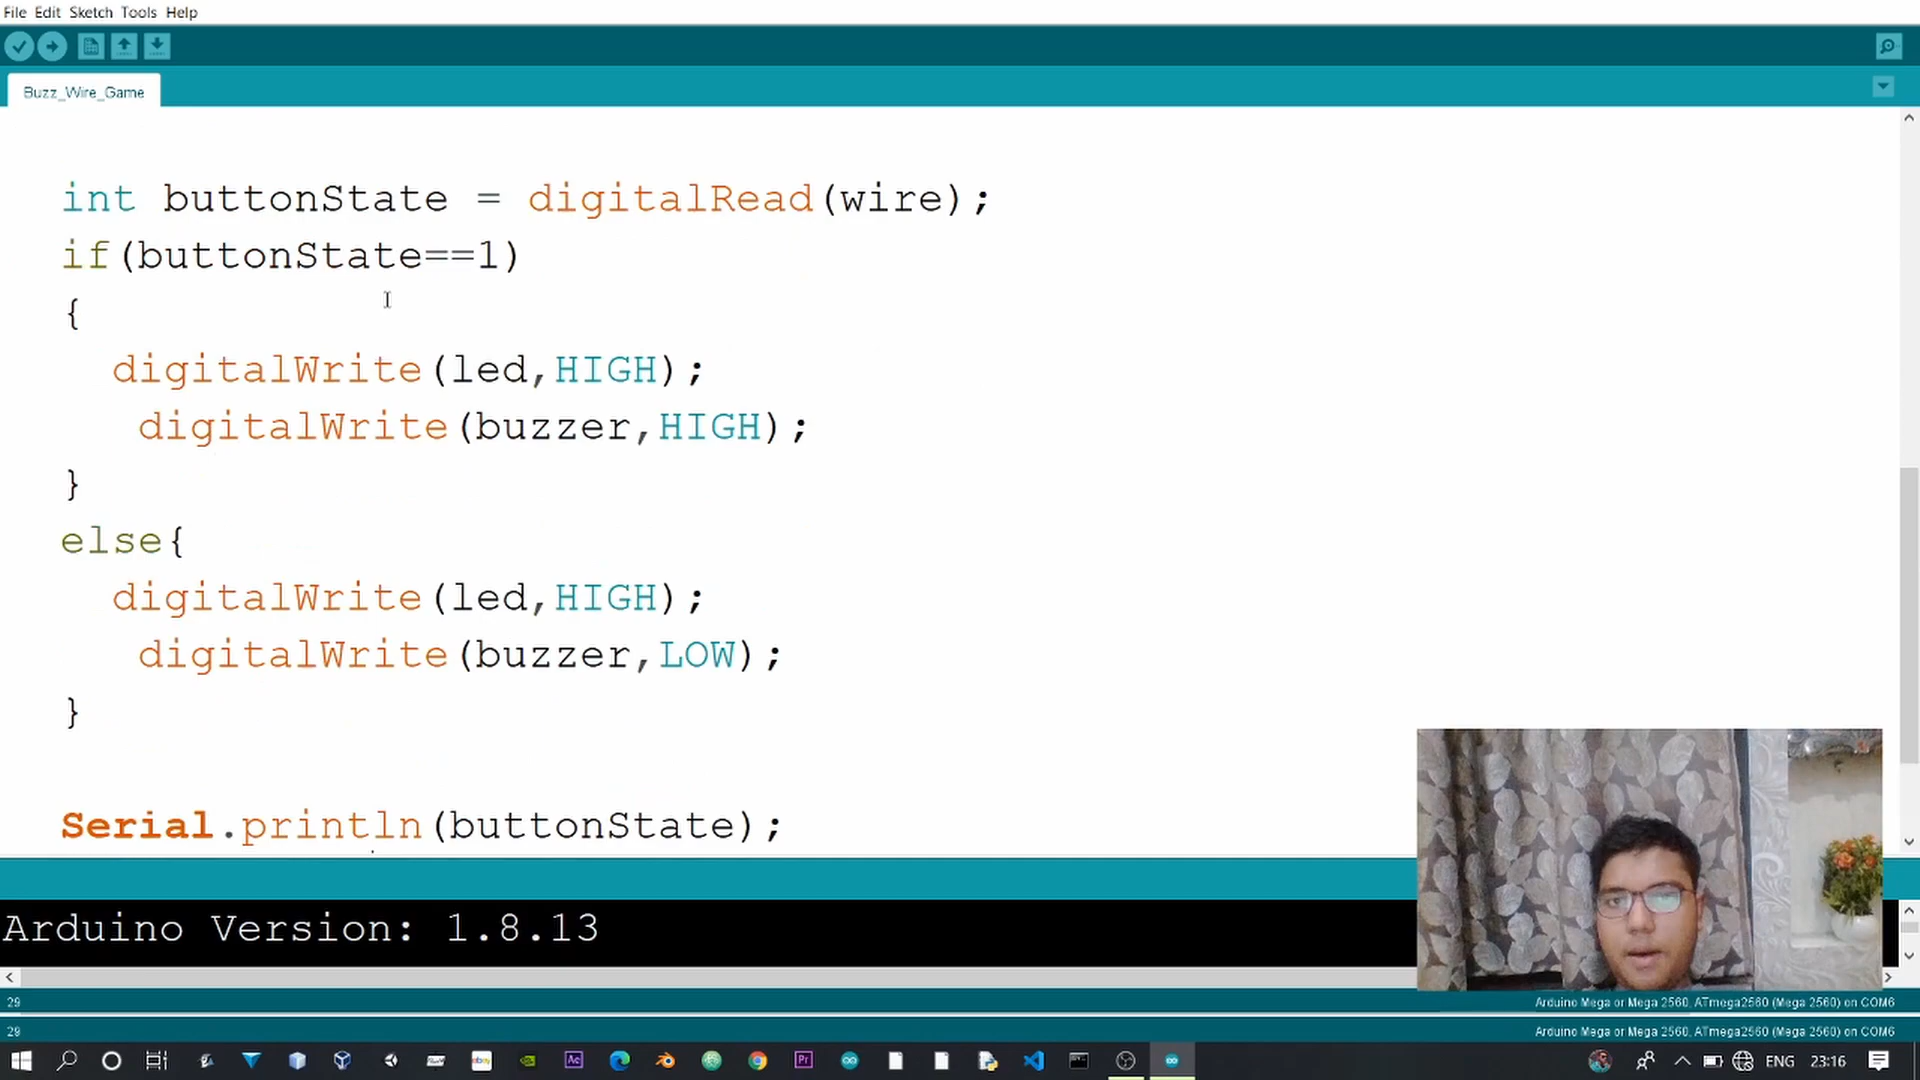 File Edit Sketch Tools Help
Buzz_Wire_Game
int buttonState = digitalRead(wire);
if(buttonState==1)
{
digitalWrite(led,HIGH);
digitalWrite(buzzer,HIGH);
}
else{
digitalWrite(led,HIGH);
digitalWrite(buzzer,LOW);
}
Serial.println(buttonState);
Arduino Version: 1.8.13
29
Arduino Mega or Mega 2560, ATmega2560 (Mega 2560) on COM6
29
Arduino Mega or Mega 2560, ATmega2560 (Mega 2560) on COM6
ebay
Ae
Pr
ENG
23:16